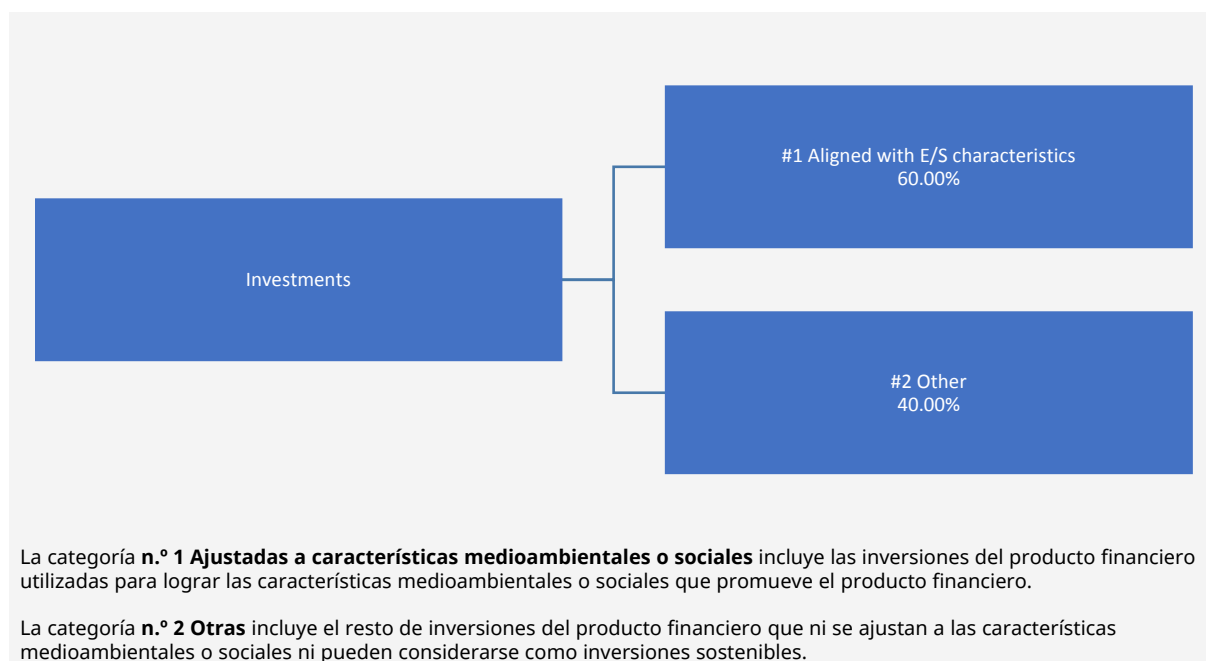 #1 Aligned with E/S characteristics
60.00%
Investments
#2 Other
40.00%
La categoría n.º 1 Ajustadas a características medioambientales o sociales incluye las inversiones del producto financiero
utilizadas para lograr las características medioambientales o sociales que promueve el producto financiero.
La categoría n.º 2 Otras incluye el resto de inversiones del producto financiero que ni se ajustan a las características
medioambientales o sociales ni pueden considerarse como inversiones sostenibles.